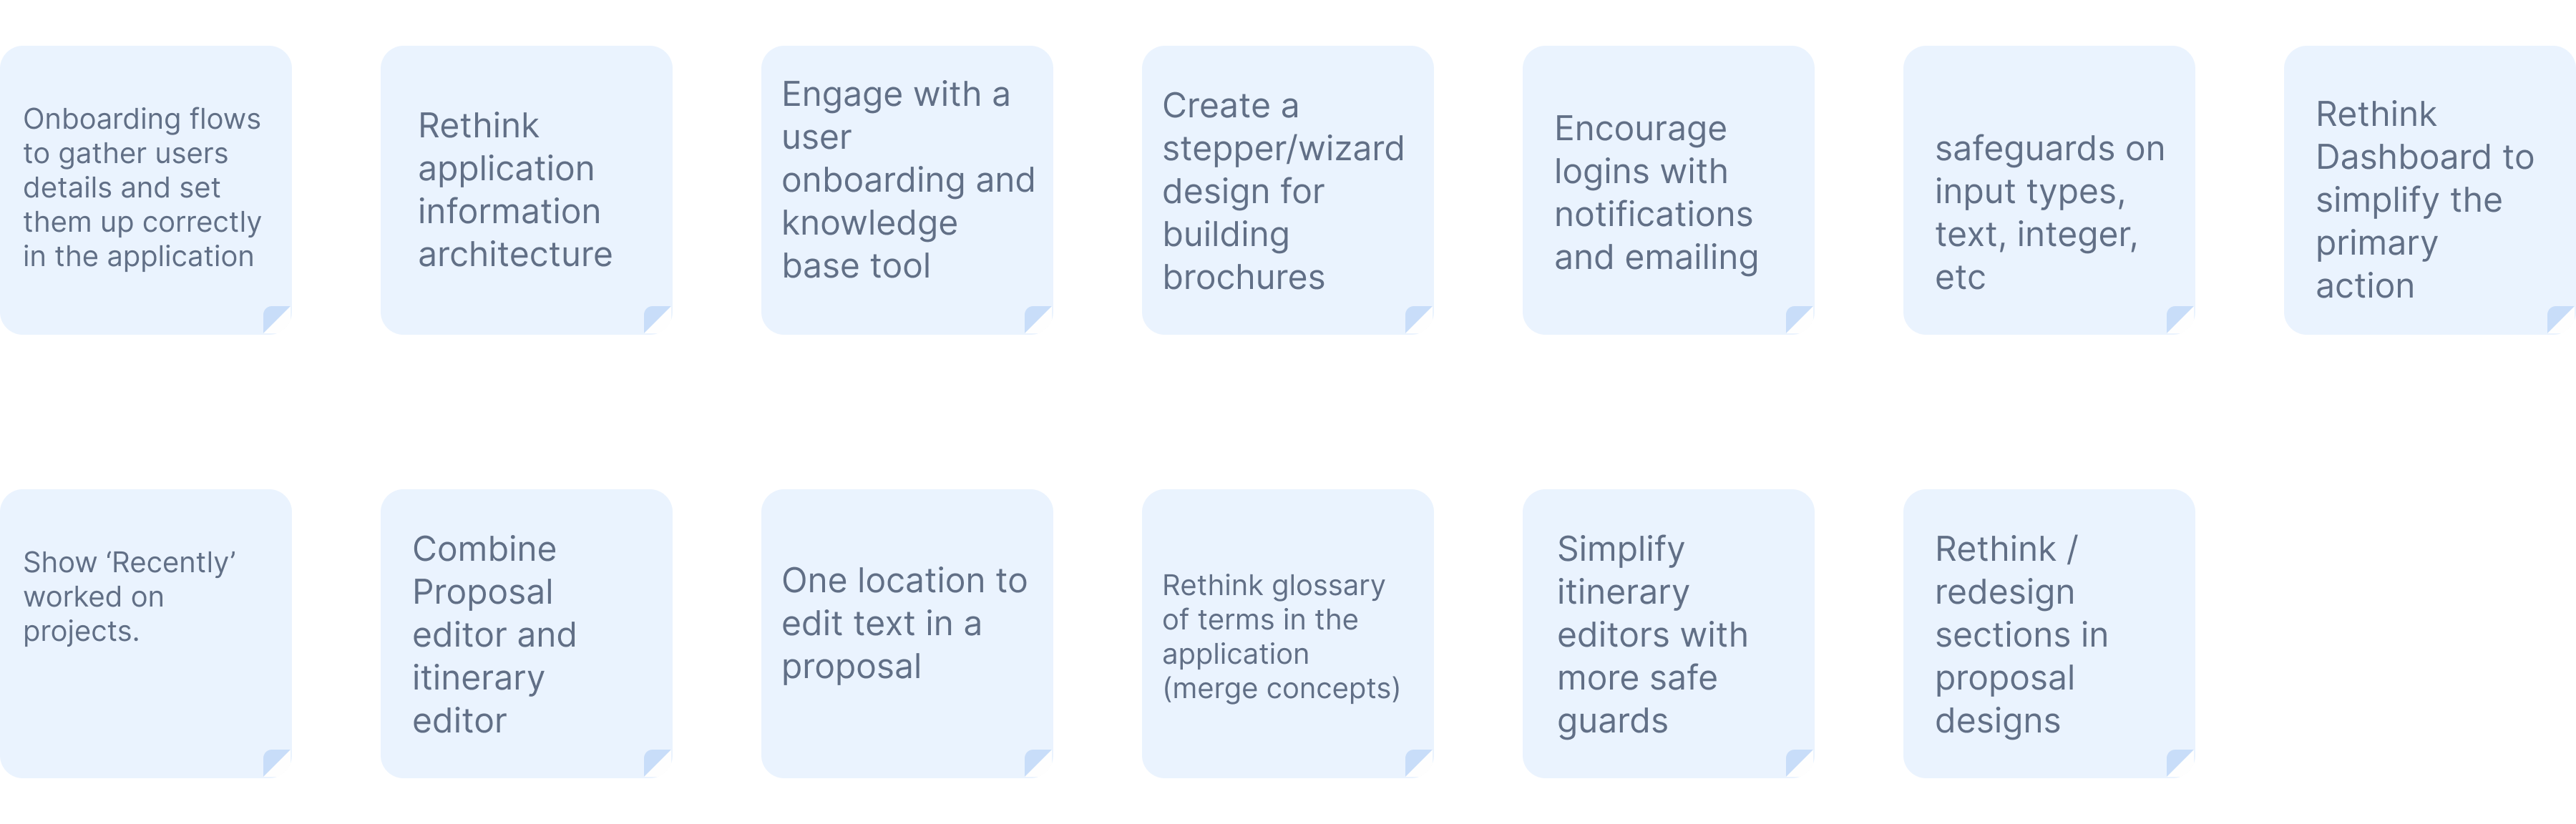 Onboarding flows
to gather users
details and set
them up correctly
in the application
Rethink
application
information
architecture
Engage with a
user
onboarding and
knowledge
base tool
Create a
stepper/wizard
design for
building
brochures
Encourage
logins with
notifications
and emailing
safeguards on
input types,
text, integer,
etc
Rethink
Dashboard to
simplify the
primary
action
Show ‘Recently’
worked on
projects.
Combine
Proposal
editor and
itinerary
editor
One location to
edit text in a
proposal
Rethink glossary
of terms in the
application
(merge concepts)
Simplify
itinerary
editors with
more safe
guards
Rethink /
redesign
sections in
proposal
designs